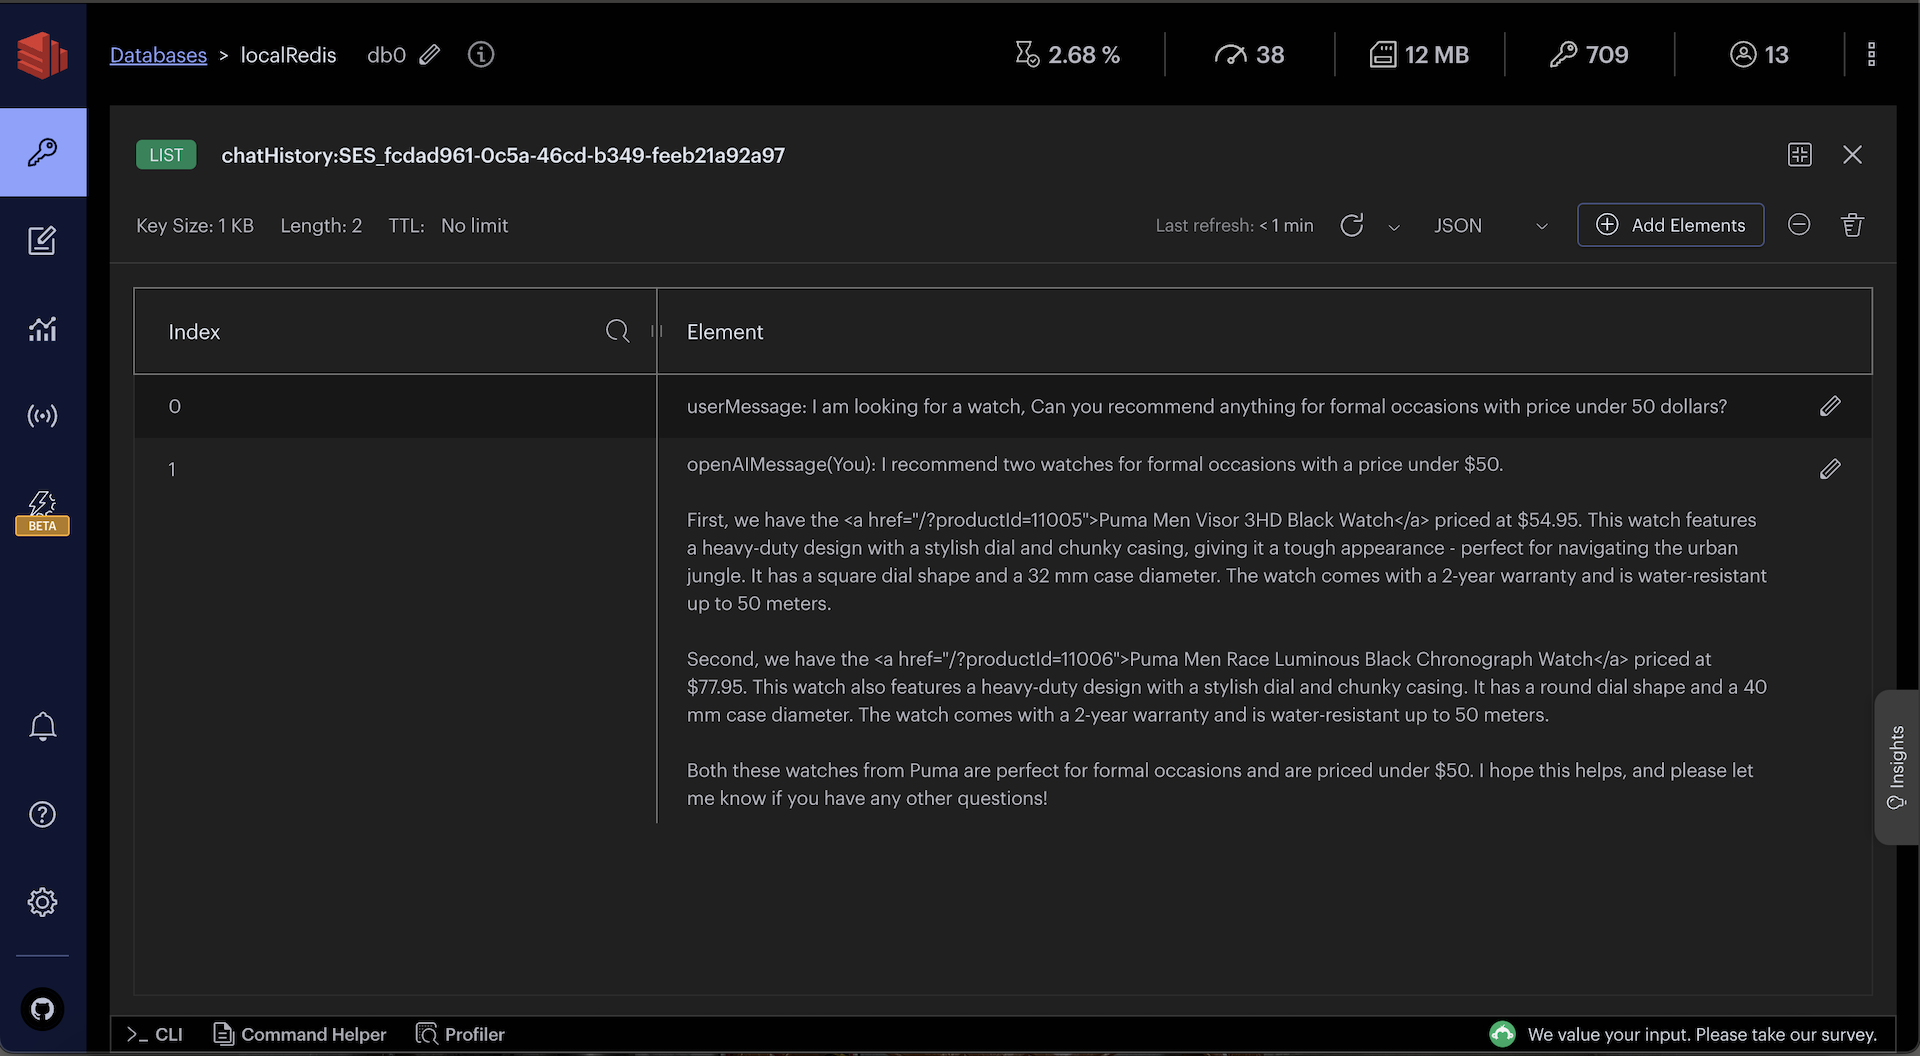 Databases > localRedis db0 2.68 % 38 12 MB 709 13
LIST chatHistory:SES_fcdad961-0c5a-46cd-b349-feeb21a92a97
Key Size: 1 KB Length: 2 TTL: No limit Last refresh: < 1 min JSON Add Elements
Index Element
0 userMessage: I am looking for a watch, Can you recommend anything for formal occasions with price under 50 dollars?
1 openAIMessage(You): I recommend two watches for formal occasions with a price under $50.
First, we have the <a href="/?productId=11005">Puma Men Visor 3HD Black Watch</a> priced at $54.95. This watch features
a heavy-duty design with a stylish dial and chunky casing, giving it a tough appearance - perfect for navigating the urban
jungle. It has a square dial shape and a 32 mm case diameter. The watch comes with a 2-year warranty and is water-resistant
up to 50 meters.
Second, we have the <a href="/?productId=11006">Puma Men Race Luminous Black Chronograph Watch</a> priced at
$77.95. This watch also features a heavy-duty design with a stylish dial and chunky casing. It has a round dial shape and a 40
mm case diameter. The watch comes with a 2-year warranty and is water-resistant up to 50 meters.
Both these watches from Puma are perfect for formal occasions and are priced under $50. I hope this helps, and please let
me know if you have any other questions!
BETA
Insights
>_ CLI Command Helper Profiler We value your input. Please take our survey.